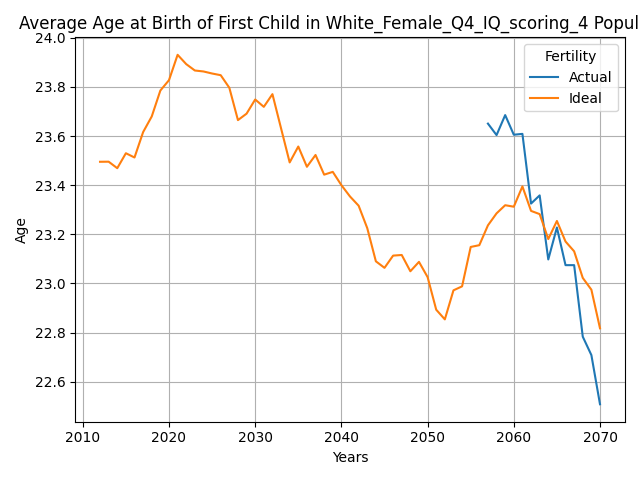 Average Age at Birth of First Child in White_Female_Q4_IQ_scoring_4 Popul
Fertility
Actual
Ideal
24.0
23.8
23.6
23.4
23.2
23.0
22.8
22.6
Age
2010 2020 2030 2040 2050 2060 2070
Years